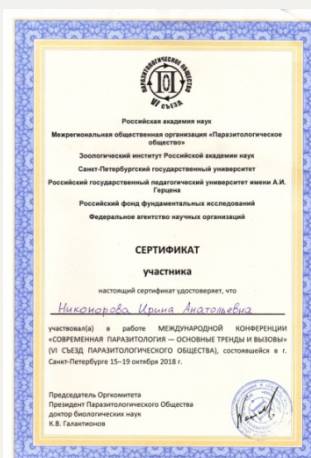 ПАРАЗИТОЛОГИЧЕСКОЕ ОБЩЕСТВО
VI СЪЕЗД
Российская академия наук
Межрегиональная общественная организация «Паразитологическое
общество»
Зоологический институт Российской академии наук
Санкт-Петербургский государственный университет
Российский государственный педагогический университет имени А.И.
Герцена
Российский фонд фундаментальных исследований
Федеральное агентство научных организаций
СЕРТИФИКАТ
участника
настоящий сертификат удостоверяет, что
Никонорова Ирина Анатольевна
участвовал(а) в работе МЕЖДУНАРОДНОЙ КОНФЕРЕНЦИИ
«СОВРЕМЕННАЯ ПАРАЗИТОЛОГИЯ — ОСНОВНЫЕ ТРЕНДЫ И ВЫЗОВЫ»
(VI СЪЕЗД ПАРАЗИТОЛОГИЧЕСКОГО ОБЩЕСТВА), состоявшейся в г.
Санкт-Петербурге 15–19 октября 2018 г.
Председатель Оргкомитета
Президент Паразитологического Общества
доктор биологических наук
К.В. Галактионов